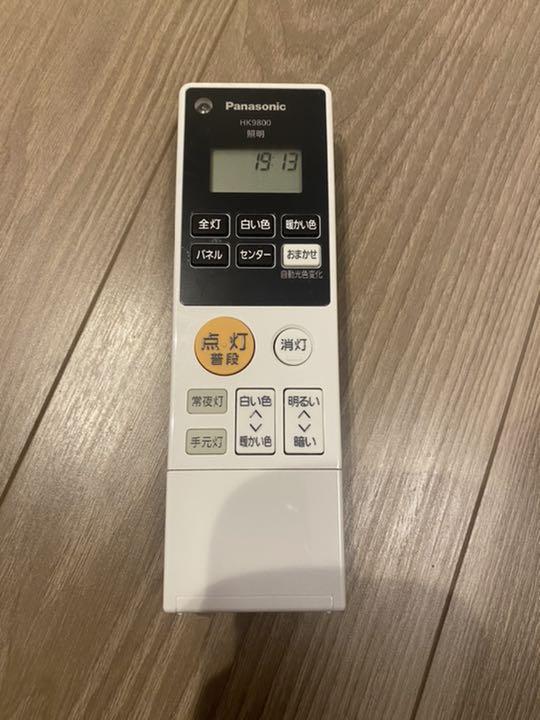 Panasonic
HK9800
照明
19:13
全灯 白い色 暖かい色
パネル センター おまかせ
自動光色変化
点灯 消灯
普段
常夜灯 白い色 明るい
手元灯 暖かい色 暗い